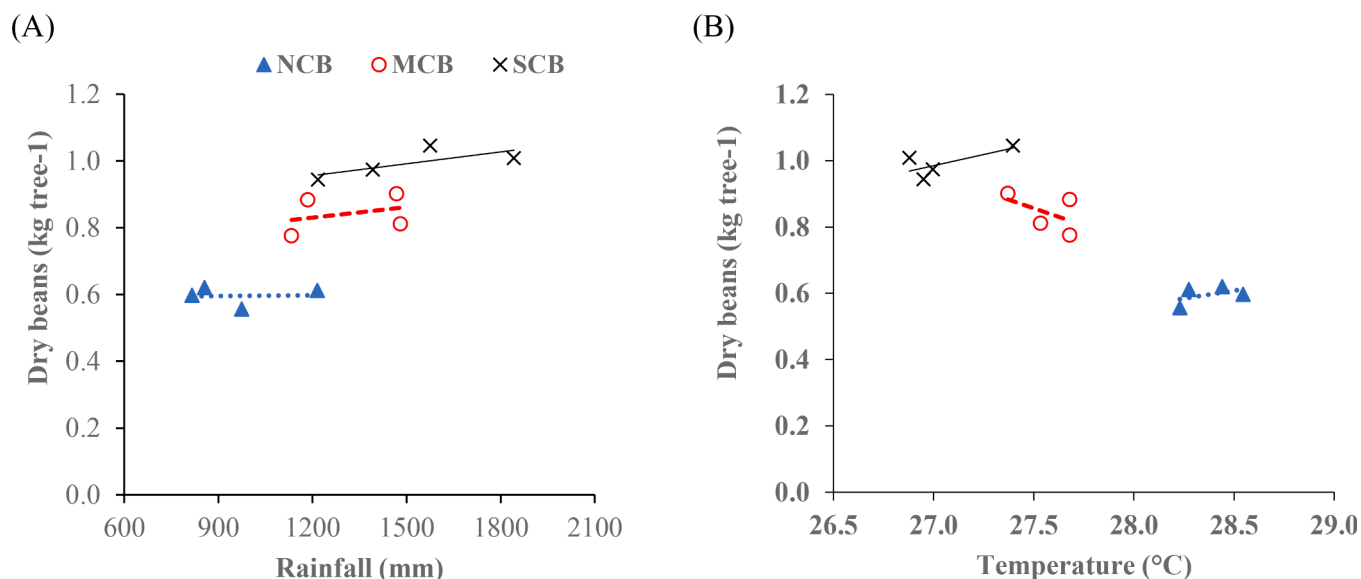 (A)
NCB MCB SCB
Dry beans (kg tree-1)
1.2
1.0
0.8
0.6
0.4
0.2
0.0
600 900 1200 1500 1800 2100
Rainfall (mm)
(B)
Dry beans (kg tree-1)
1.2
1.0
0.8
0.6
0.4
0.2
0.0
26.5 27.0 27.5 28.0 28.5 29.0
Temperature (°C)